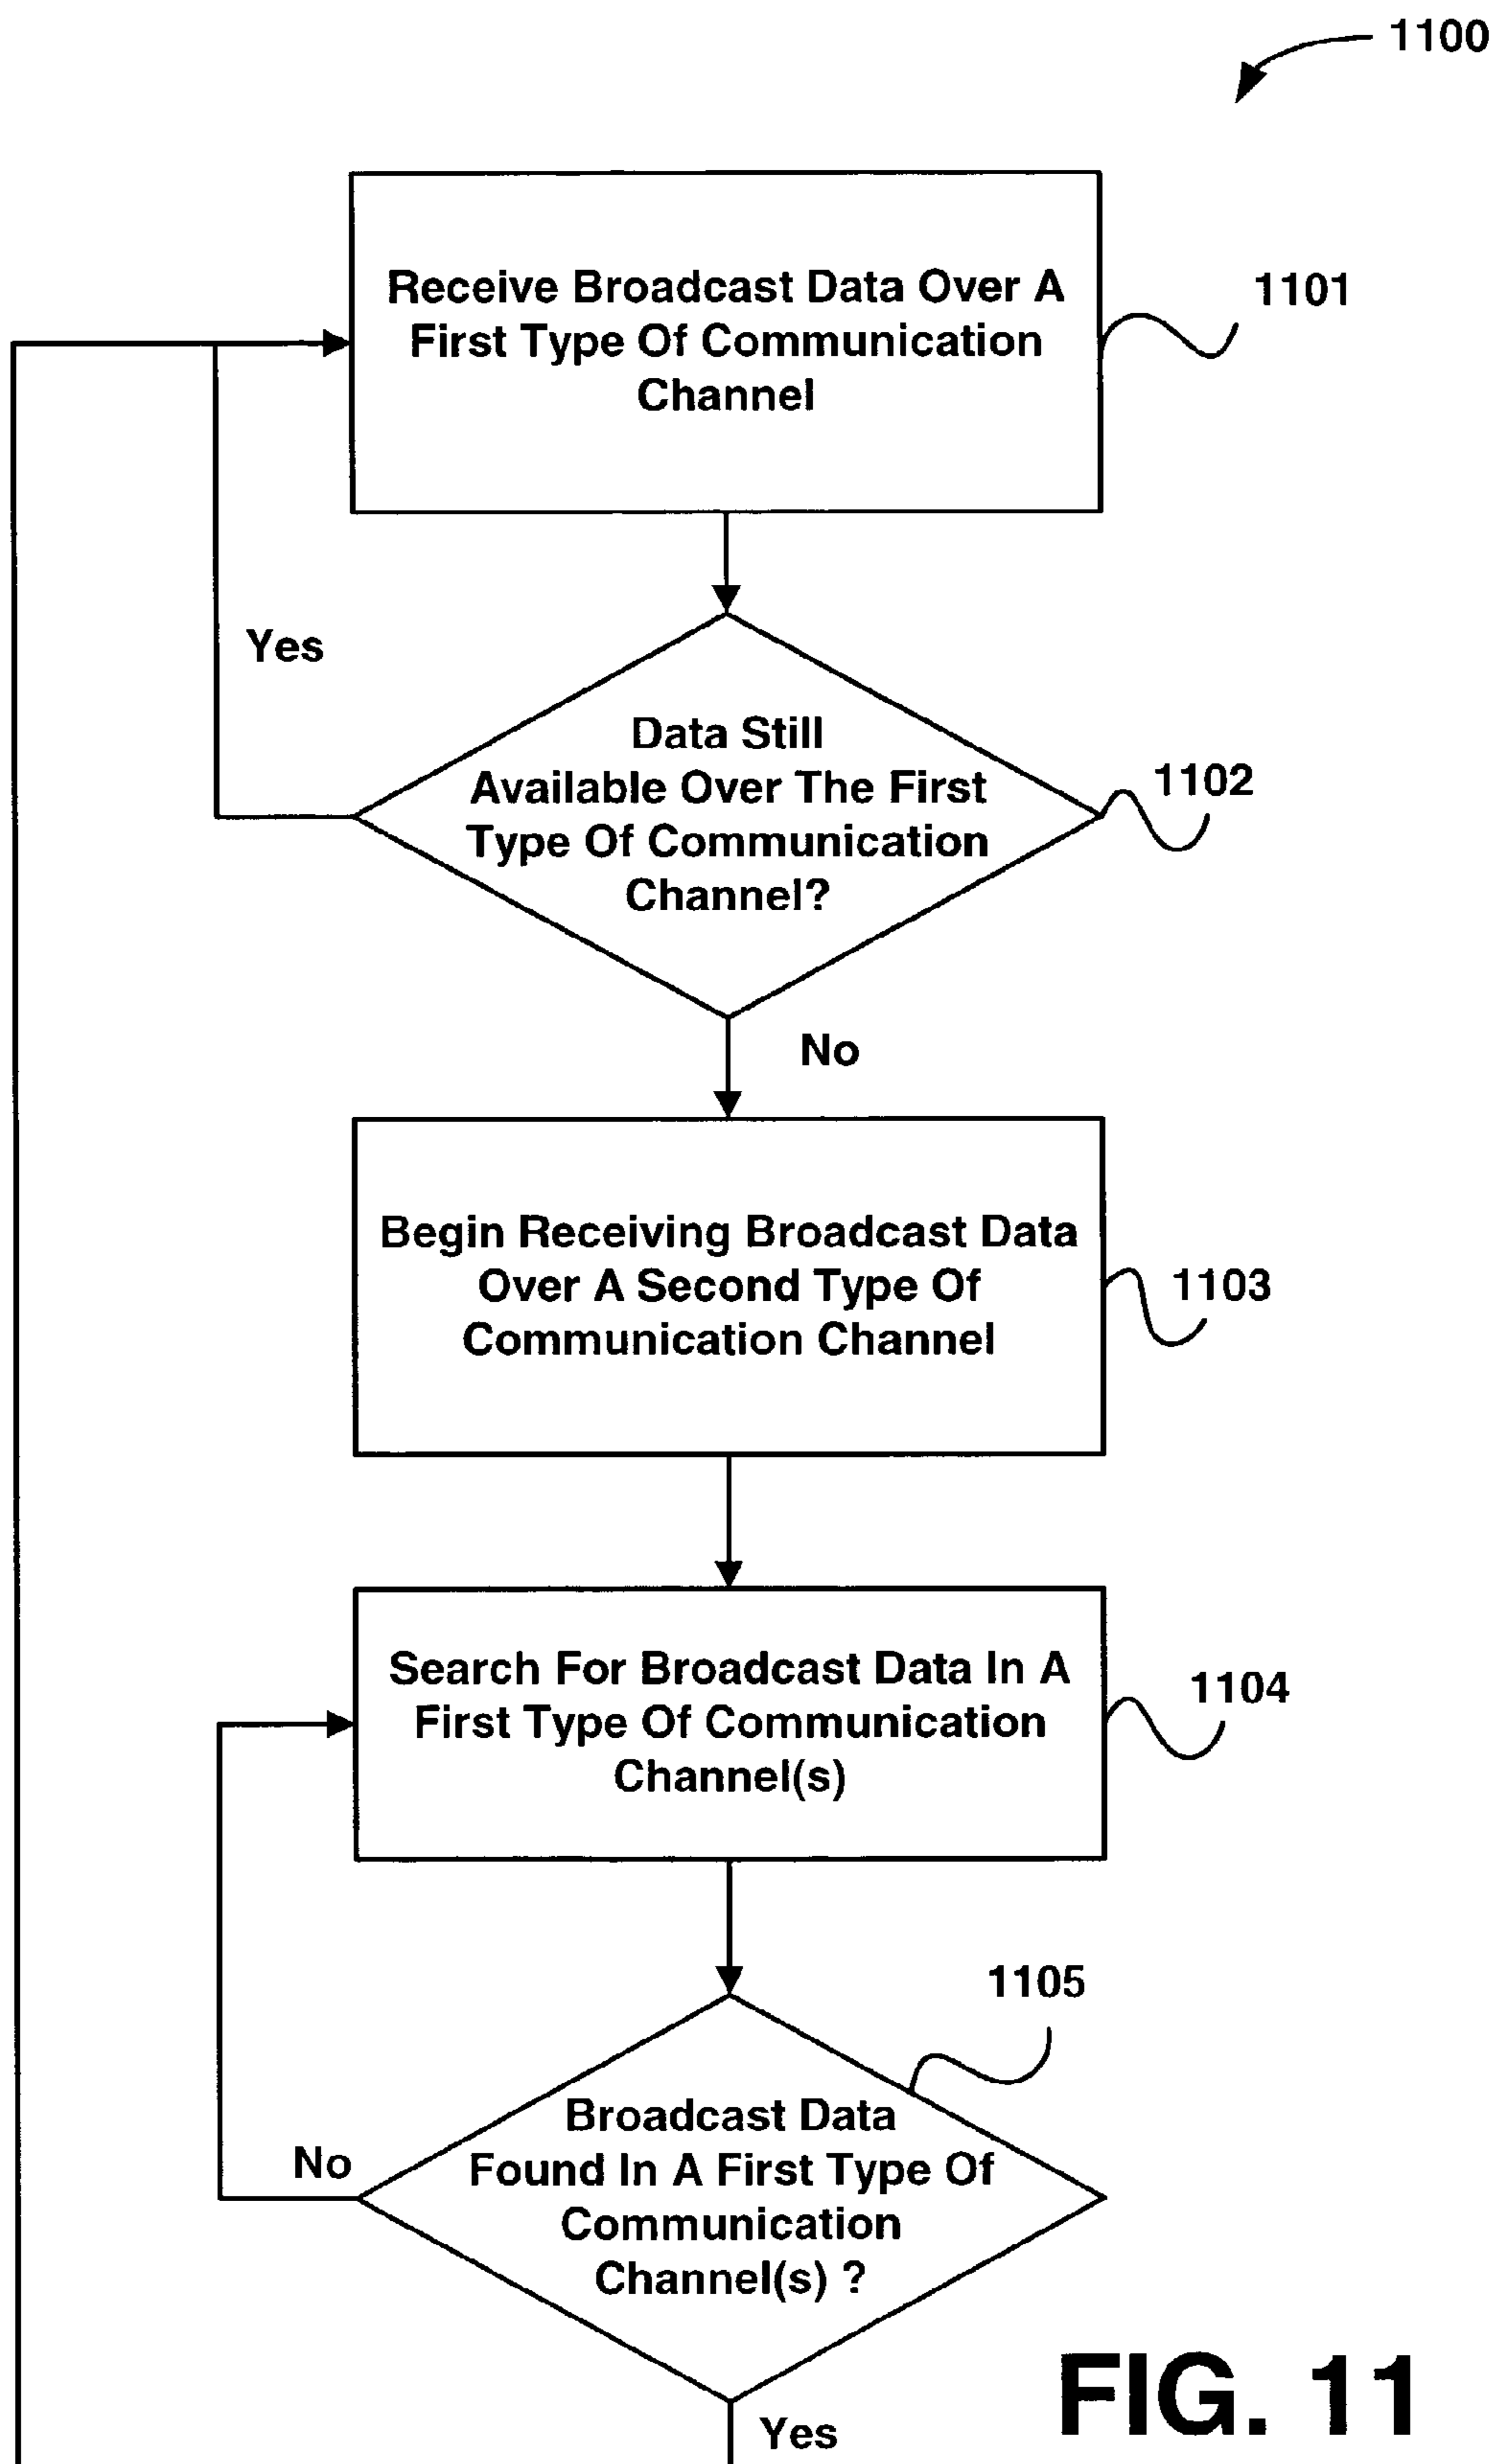 1100
Receive Broadcast Data Over A
First Type Of Communication
Channel
1101
Yes
Data Still
Available Over The First
Type Of Communication
Channel?
1102
No
Begin Receiving Broadcast Data
Over A Second Type Of
Communication Channel
1103
Search For Broadcast Data In A
First Type Of Communication
Channel(s)
1104
1105
Broadcast Data
Found In A First Type Of
Communication
Channel(s) ?
No
Yes
FIG. 11